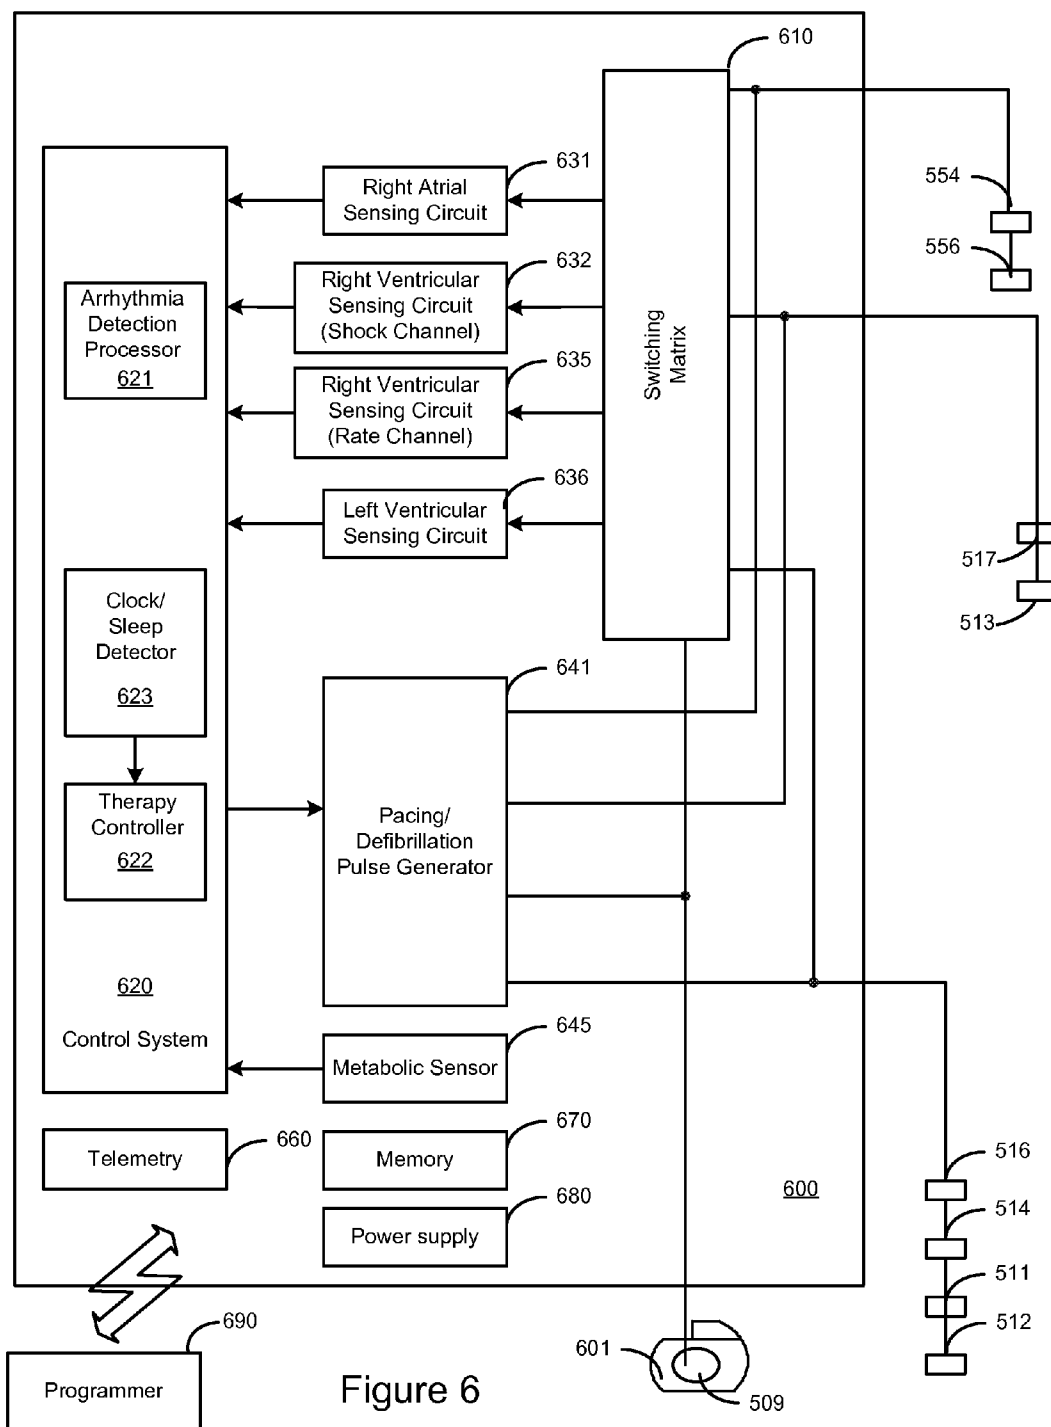 610
631
Right Atrial
Sensing Circuit
554
556
632
Right Ventricular
Sensing Circuit
(Shock Channel)
Arrhythmia
Detection
Processor
621
Switching
Matrix
635
Right Ventricular
Sensing Circuit
(Rate Channel)
636
Left Ventricular
Sensing Circuit
517
513
Clock/
Sleep
Detector
623
641
Therapy
Controller
622
Pacing/
Defibrillation
Pulse Generator
620
Control System
645
Metabolic Sensor
660
Telemetry
670
Memory
680
Power supply
600
516
514
511
512
690
Programmer
601
509
Figure 6